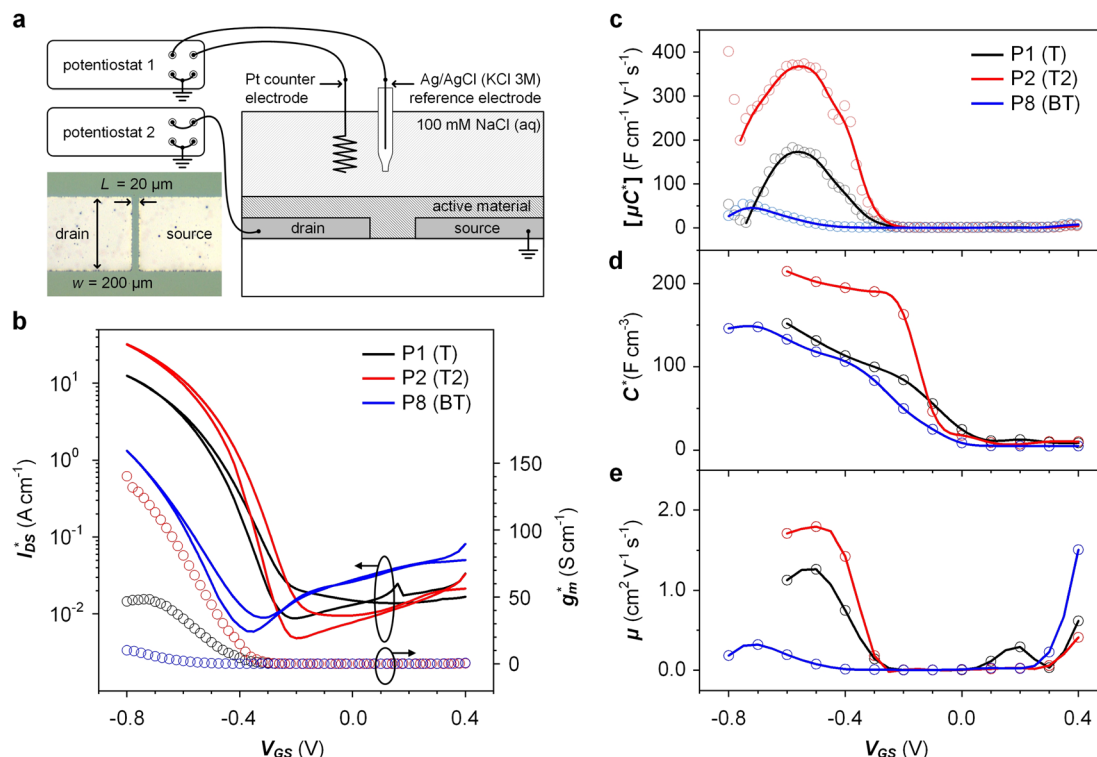 a
potentiostat 1
potentiostat 2
Pt counter
electrode
Ag/AgCl (KCl 3M)
reference electrode
100 mM NaCl (aq)
active material
drain
source
L = 20 µm
drain
source
w = 200 µm
b
P1 (T)
P2 (T2)
P8 (BT)
10¹
10⁰
10⁻¹
10⁻²
I*DS (A cm⁻¹)
150
100
50
0
g*m (S cm⁻¹)
-0.8
-0.4
0.0
0.4
VGS (V)
c
400
300
200
100
0
[µC*] (F cm⁻¹ V⁻¹ s⁻¹)
P1 (T)
P2 (T2)
P8 (BT)
d
200
100
0
C* (F cm⁻³)
e
2.0
1.0
0.0
µ (cm² V⁻¹ s⁻¹)
-0.8
-0.4
0.0
0.4
VGS (V)